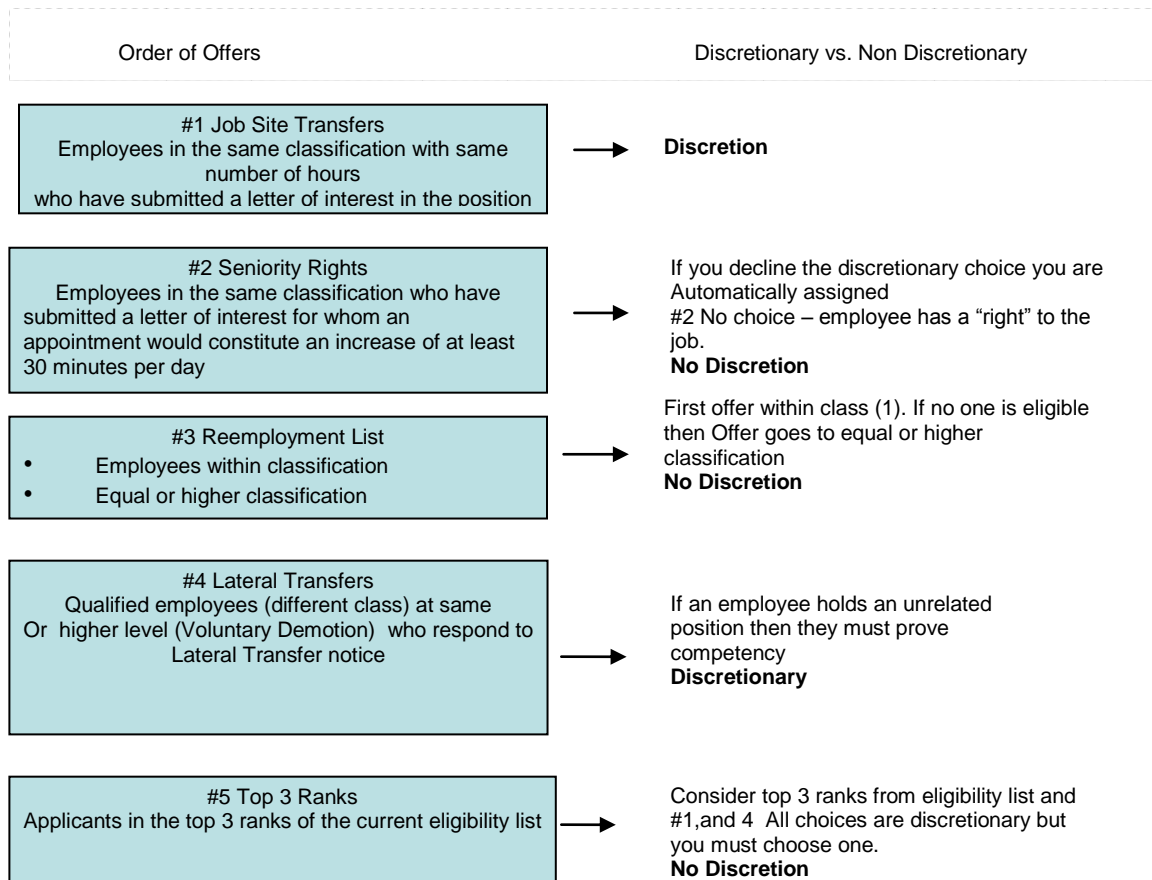 Order of Offers
Discretionary vs. Non Discretionary
#1 Job Site Transfers
Employees in the same classification with same
number of hours
who have submitted a letter of interest in the position
Discretion
#2 Seniority Rights
Employees in the same classification who have
submitted a letter of interest for whom an
appointment would constitute an increase of at least
30 minutes per day
If you decline the discretionary choice you are
Automatically assigned
#2 No choice – employee has a “right” to the
job.
No Discretion
#3 Reemployment List
• Employees within classification
• Equal or higher classification
First offer within class (1). If no one is eligible
then Offer goes to equal or higher
classification
No Discretion
#4 Lateral Transfers
Qualified employees (different class) at same
Or higher level (Voluntary Demotion) who respond to
Lateral Transfer notice
If an employee holds an unrelated
position then they must prove
competency
Discretionary
#5 Top 3 Ranks
Applicants in the top 3 ranks of the current eligibility list
Consider top 3 ranks from eligibility list and
#1,and 4 All choices are discretionary but
you must choose one.
No Discretion